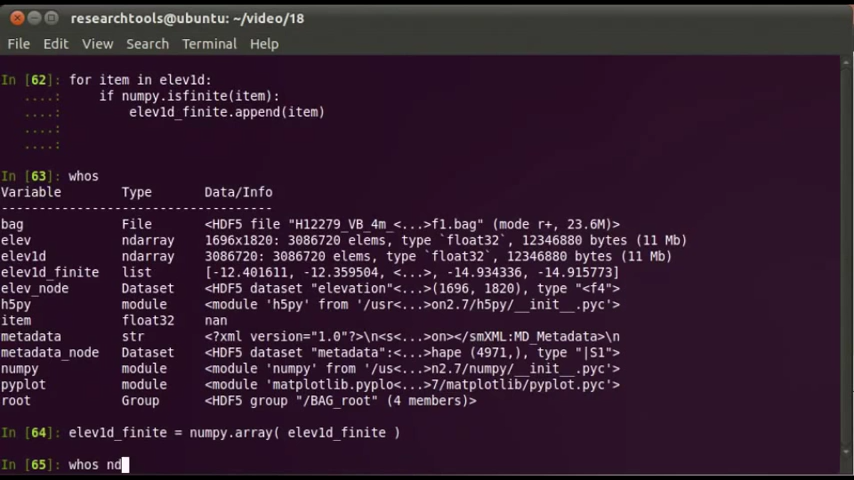 researchtools@ubuntu: ~/video/18
File Edit View Search Terminal Help
In [62]: for item in elev1d:
....: if numpy.isfinite(item):
....: elev1d_finite.append(item)
....:
....:
In [63]: whos
Variable Type Data/Info
----------------------------------
bag File <HDF5 file "H12279_VB_4m_<...>f1.bag" (mode r+, 23.6M)>
elev ndarray 1696x1820: 3086720 elems, type `float32`, 12346880 bytes (11 Mb)
elev1d ndarray 3086720: 3086720 elems, type `float32`, 12346880 bytes (11 Mb)
elev1d_finite list [-12.401611, -12.359504, <...>, -14.934336, -14.915773]
elev_node Dataset <HDF5 dataset "elevation"<...>(1696, 1820), type "<f4">
h5py module <module 'h5py' from '/usr<...>on2.7/h5py/__init__.pyc'>
item float32 nan
metadata str <?xml version="1.0"?>\n<s<...>on></smXML:MD_Metadata>\n
metadata_node Dataset <HDF5 dataset "metadata":<...>hape (4971,), type "|S1">
numpy module <module 'numpy' from '/us<...>n2.7/numpy/__init__.pyc'>
pyplot module <module 'matplotlib.pyplo<...>7/matplotlib/pyplot.pyc'>
root Group <HDF5 group "/BAG_root" (4 members)>
In [64]: elev1d_finite = numpy.array( elev1d_finite )
In [65]: whos nd